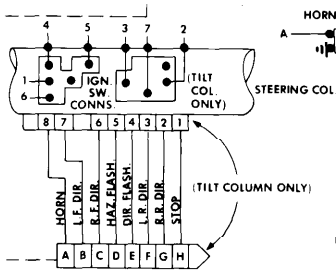 HORN
4 5 3 7 2
A
1
6
IGN.
SW.
CONNS.
(TILT
COL.
ONLY)
STEERING COL.
8 7 6 5 4 3 2 1
HORN
L.F. DIR.
R.F. DIR.
HAZ. FLASH.
DIR. FLASH.
L.R. DIR.
R.R. DIR.
STOP
(TILT COLUMN ONLY)
A B C D E F G H